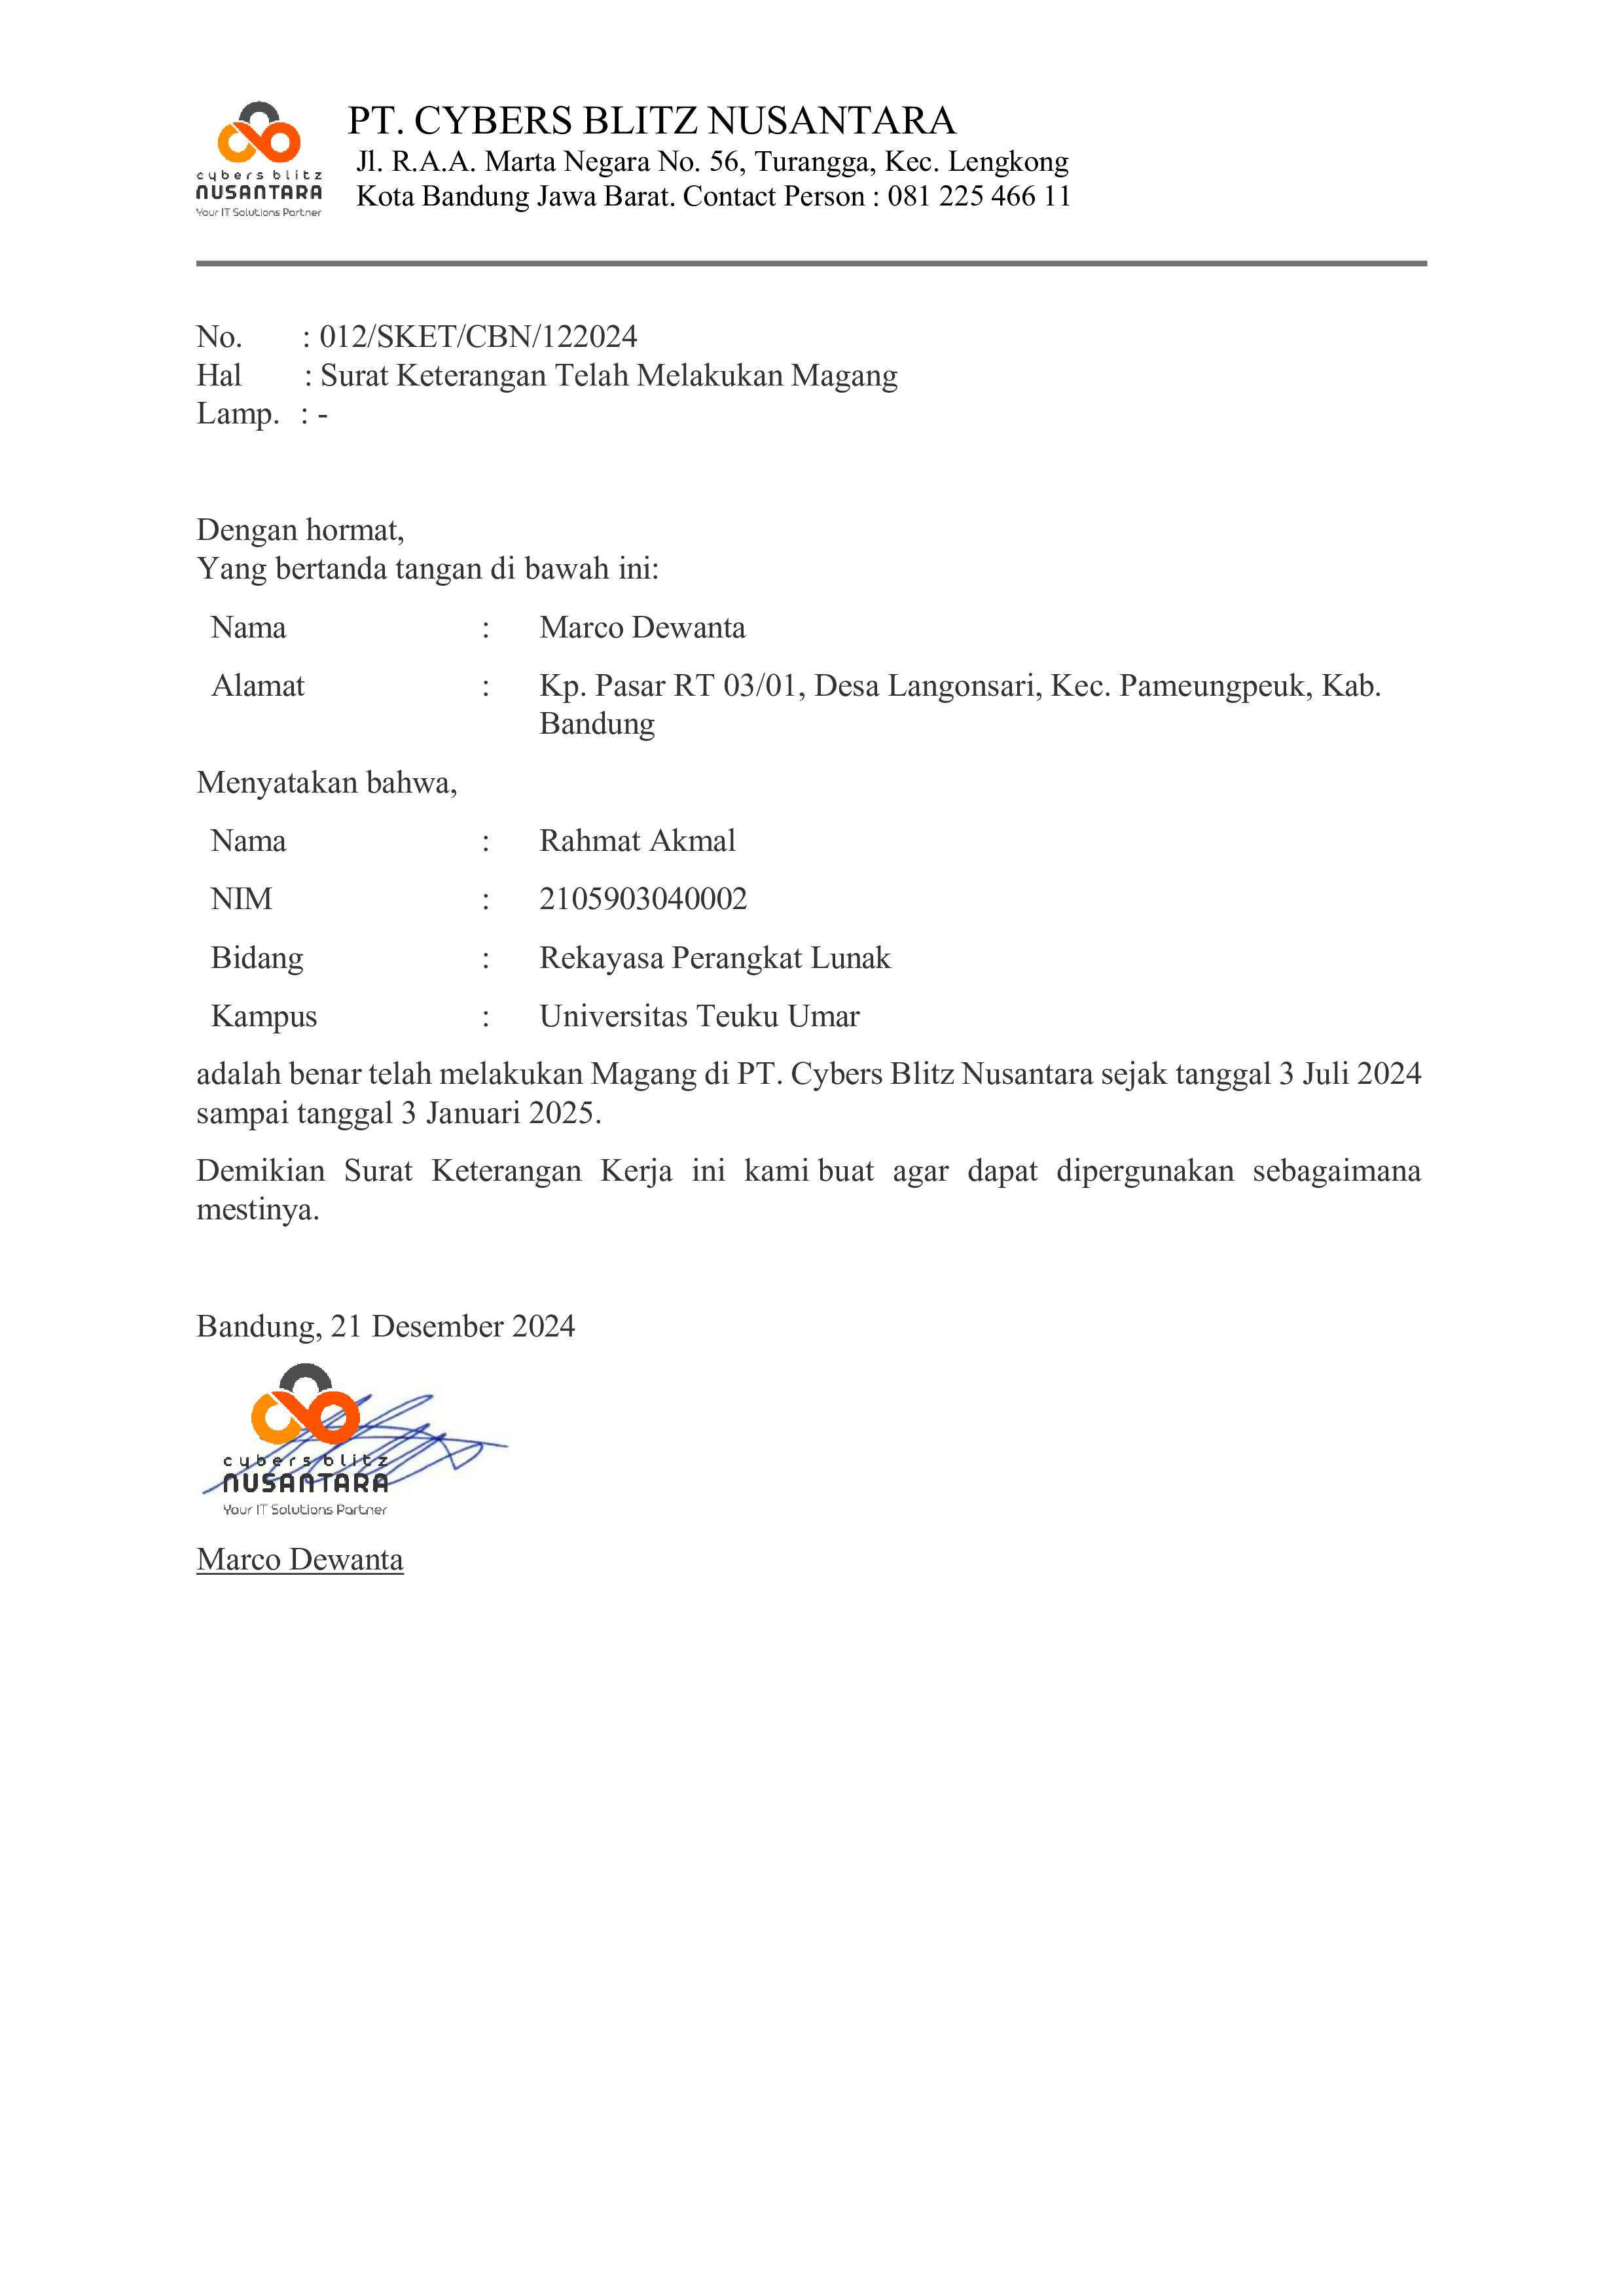 cybers blitz
NUSANTARA
Your IT Solutions Partner
PT. CYBERS BLITZ NUSANTARA
Jl. R.A.A. Marta Negara No. 56, Turangga, Kec. Lengkong
Kota Bandung Jawa Barat. Contact Person : 081 225 466 11
No. : 012/SKET/CBN/122024
Hal : Surat Keterangan Telah Melakukan Magang
Lamp. : -
Dengan hormat,
Yang bertanda tangan di bawah ini:
Nama : Marco Dewanta
Alamat : Kp. Pasar RT 03/01, Desa Langonsari, Kec. Pameungpeuk, Kab.
Bandung
Menyatakan bahwa,
Nama : Rahmat Akmal
NIM : 2105903040002
Bidang : Rekayasa Perangkat Lunak
Kampus : Universitas Teuku Umar
adalah benar telah melakukan Magang di PT. Cybers Blitz Nusantara sejak tanggal 3 Juli 2024
sampai tanggal 3 Januari 2025.
Demikian Surat Keterangan Kerja ini kami buat agar dapat dipergunakan sebagaimana
mestinya.
Bandung, 21 Desember 2024
cybers blitz
NUSANTARA
Your IT Solutions Partner
Marco Dewanta